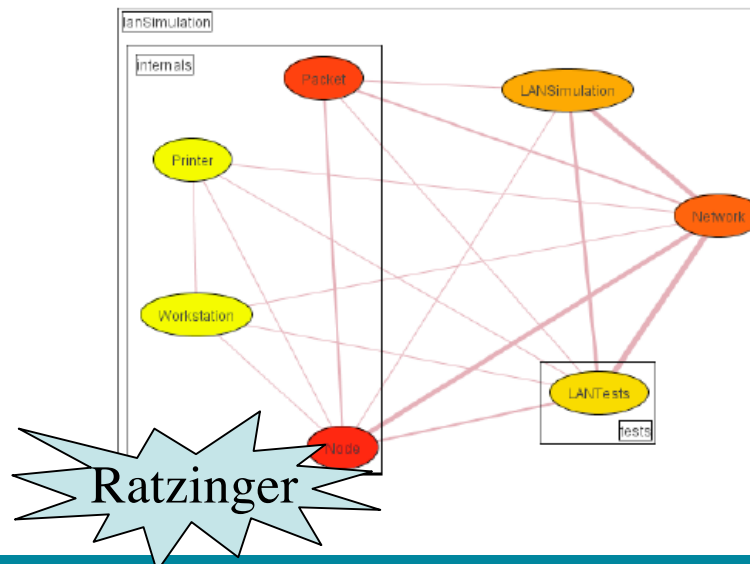 lanSimulation
internals
Packet
LANSimulation
Printer
Network
Workstation
LANTests
tests
Node
Ratzinger